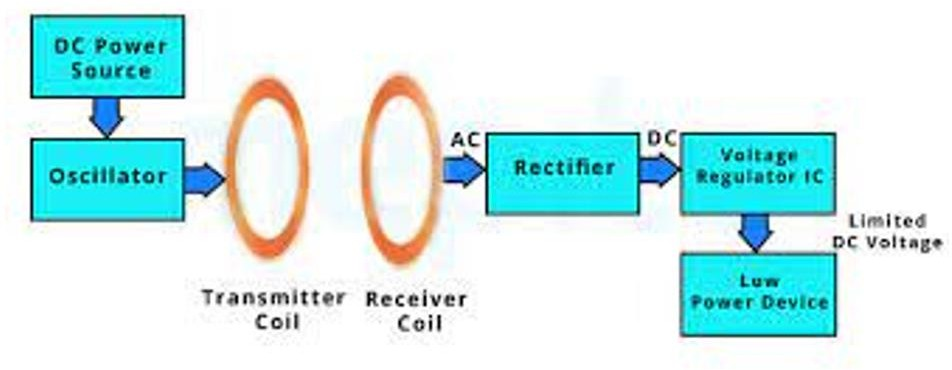 DC Power
Source
Oscillator
Transmitter
Coil
Receiver
Coil
AC
Rectifier
DC
Voltage
Regulator IC
Limited
DC Voltage
Low
Power Device